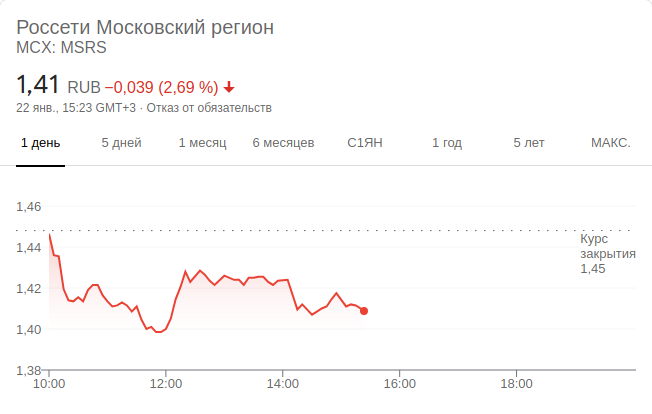 Россети Московский регион
MCX: MSRS
1,41 RUB −0,039 (2,69 %)
22 янв., 15:23 GMT+3 · Отказ от обязательств
1 день 5 дней 1 месяц 6 месяцев С1ЯН 1 год 5 лет МАКС.
1,46
Курс
закрытия
1,45
1,44
1,42
1,40
1,38
10:00 12:00 14:00 16:00 18:00